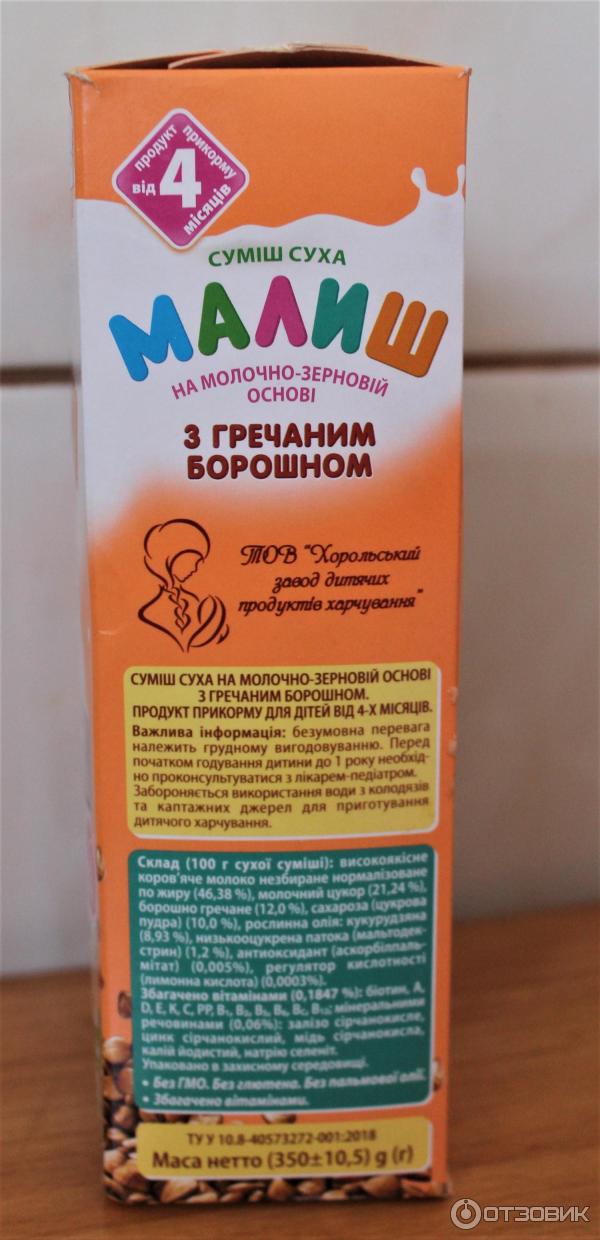 продукт прикорму
від 4 місяців
СУМІШ СУХА
МАЛИШ
НА МОЛОЧНО-ЗЕРНОВІЙ
ОСНОВІ
З ГРЕЧАНИМ
БОРОШНОМ
ТОВ "Хорольський
завод дитячих
продуктів харчування"
СУМІШ СУХА НА МОЛОЧНО-ЗЕРНОВІЙ ОСНОВІ
З ГРЕЧАНИМ БОРОШНОМ.
ПРОДУКТ ПРИКОРМУ ДЛЯ ДІТЕЙ ВІД 4-Х МІСЯЦІВ.
Важлива інформація: безумовна перевага
належить грудному вигодовуванню. Перед
початком годування дитини до 1 року необхід-
но проконсультуватися з лікарем-педіатром.
Забороняється використання води з колодязів
та каптажних джерел для приготування
дитячого харчування.
Склад (100 г сухої суміші): високоякісне
коров'яче молоко незбиране нормалізоване
по жиру (46,38 %), молочний цукор (21,24 %),
борошно гречане (12,0 %), сахароза (цукрова
пудра) (10,0 %), рослинна олія: кукурудзяна
(8,93 %), низькооцукрена патока (мальтодек-
стрин) (1,2 %), антиоксидант (аскорбілпаль-
мітат) (0,005%), регулятор кислотності
(лимонна кислота) (0,0003%).
Збагачено вітамінами (0,1847 %): біотин, А,
D, Е, К, С, РР, В₁, В₂, В₃, В₆, Вс, В₁₂; мінеральними
речовинами (0,06%): залізо сірчанокисле,
цинк сірчанокислий, мідь сірчанокисла,
калій йодистий, натрію селеніт.
Упаковано в захисному середовищі.
• Без ГМО. Без глютена. Без пальмової олії.
• Збагачено вітамінами.
ТУ У 10.8-40573272-001:2018
Маса нетто (350±10,5) g (г)
ОТЗОВИК